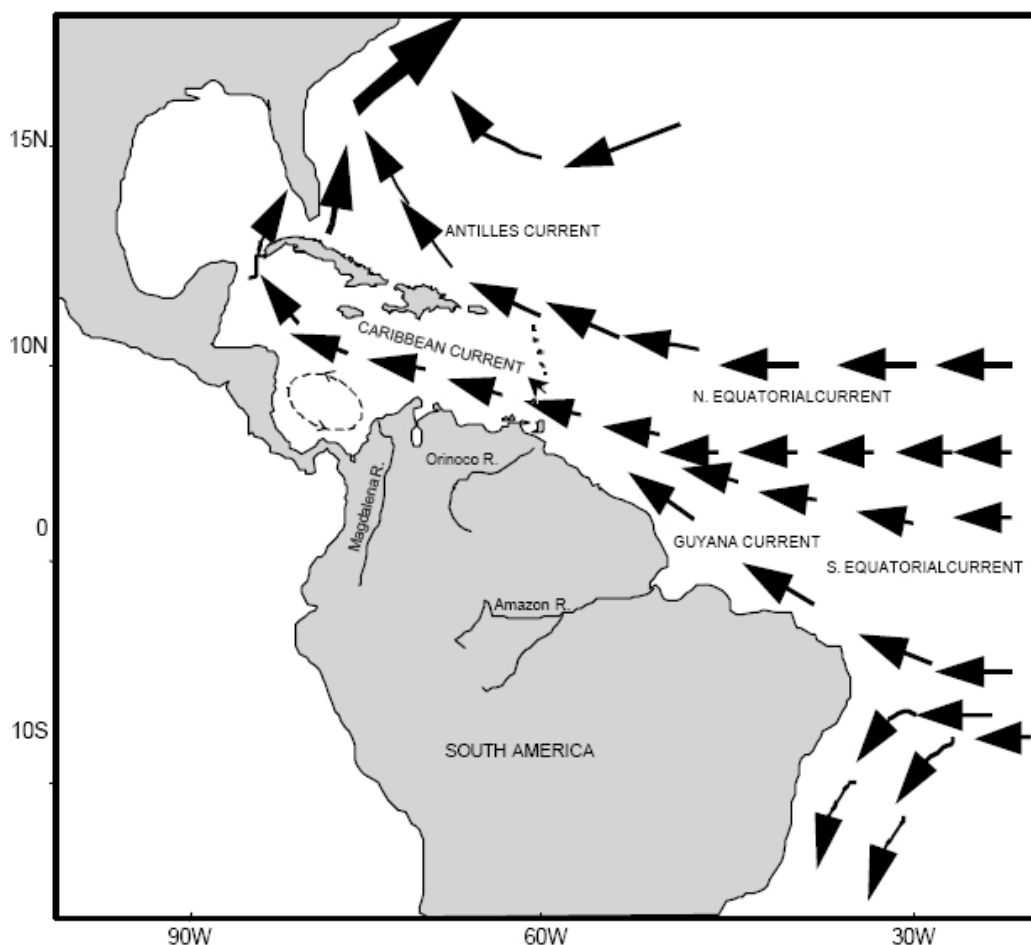 15N
ANTILLES CURRENT
10N
CARIBBEAN CURRENT
N. EQUATORIALCURRENT
Orinoco R.
Magdalena R.
0
GUYANA CURRENT
S. EQUATORIALCURRENT
Amazon R.
10S
SOUTH AMERICA
90W
60W
30W